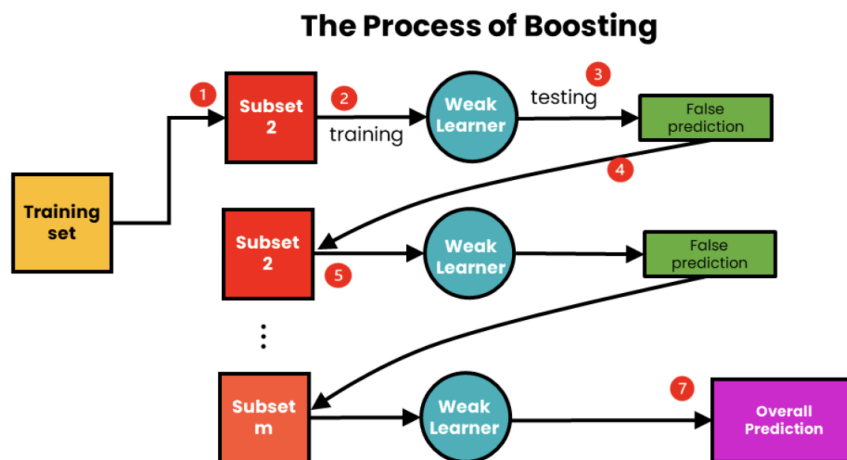 The Process of Boosting
1
Subset
2
2
training
Weak
Learner
3
testing
False
prediction
4
Training
set
Subset
2
5
Weak
Learner
False
prediction
Subset
m
Weak
Learner
7
Overall
Prediction